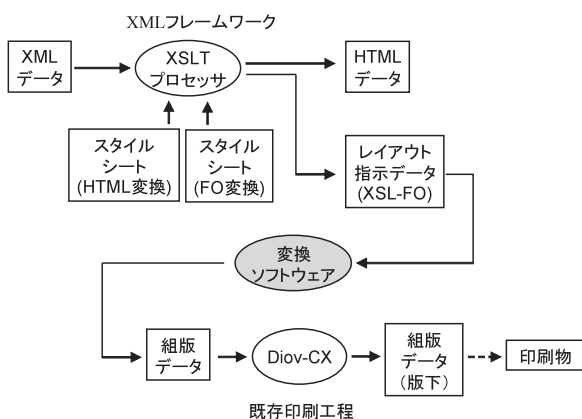 XMLフレームワーク
XML
データ
XSLT
プロセッサ
HTML
データ
スタイル
シート
(HTML変換)
スタイル
シート
(FO変換)
レイアウト
指示データ
(XSL-FO)
変換
ソフトウェア
組版
データ
Diov-CX
組版
データ
(版下)
印刷物
既存印刷工程